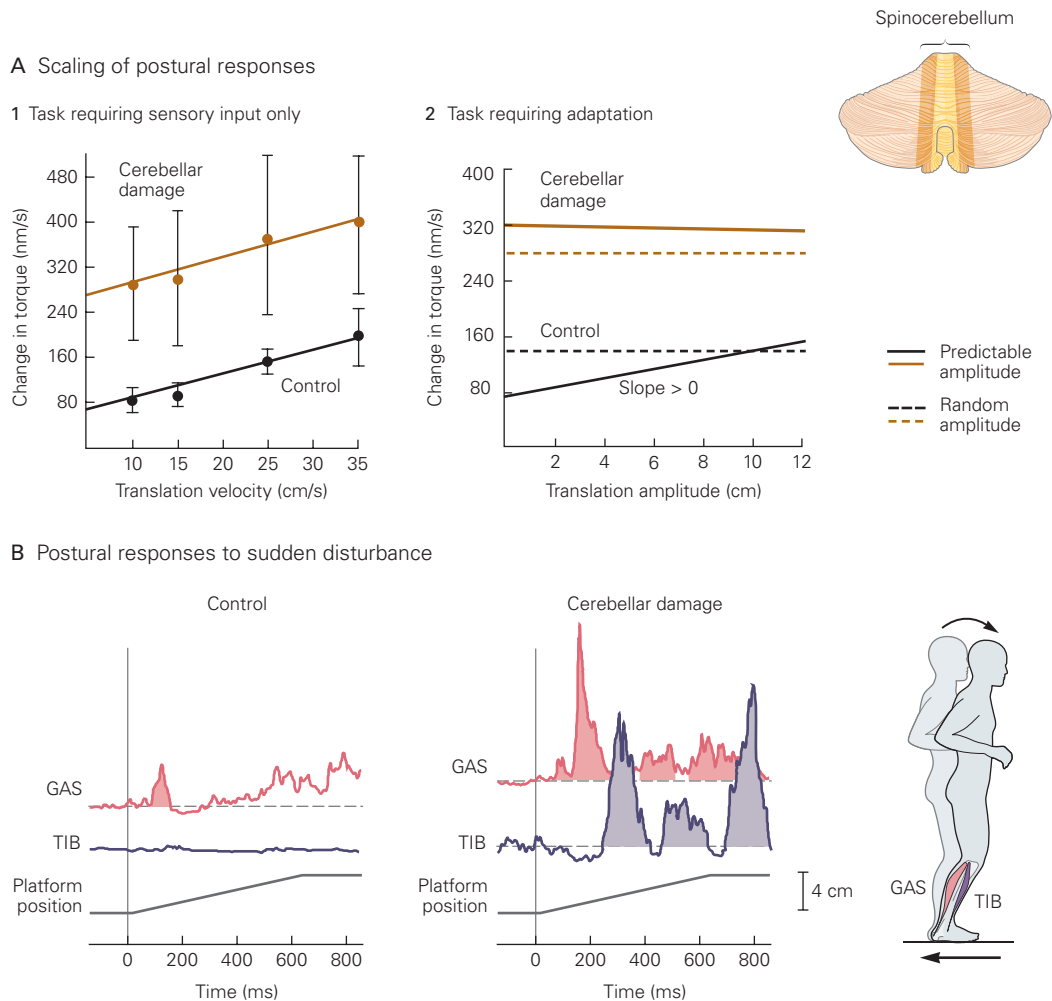 Spinocerebellum
A Scaling of postural responses
1 Task requiring sensory input only
Change in torque (nm/s)
480
400
320
240
160
80
Cerebellar
damage
Control
10 15 20 25 30 35
Translation velocity (cm/s)
2 Task requiring adaptation
Change in torque (nm/s)
400
320
240
160
80
Cerebellar
damage
Control
Slope > 0
2 4 6 8 10 12
Translation amplitude (cm)
Predictable
amplitude
Random
amplitude
B Postural responses to sudden disturbance
Control
GAS
TIB
Platform
position
0 200 400 600 800
Time (ms)
Cerebellar damage
GAS
TIB
Platform
position
0 200 400 600 800
Time (ms)
4 cm
GAS
TIB